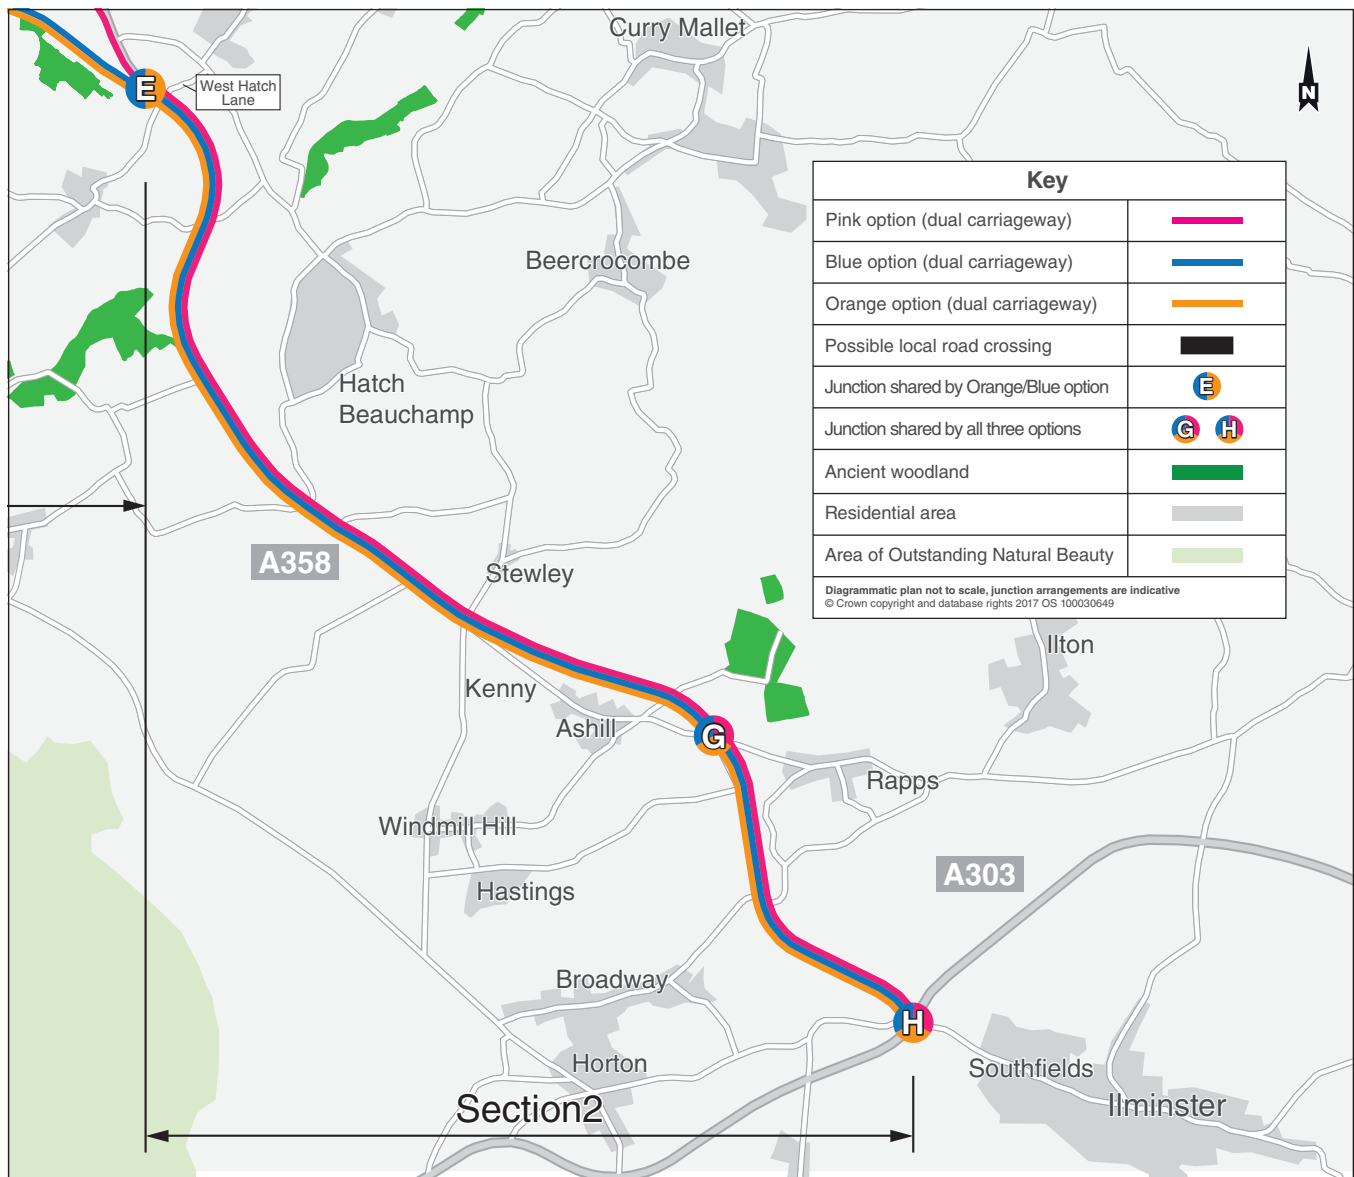 Curry Mallet
E
West Hatch
Lane
N
Key
Pink option (dual carriageway)
Blue option (dual carriageway)
Orange option (dual carriageway)
Possible local road crossing
Junction shared by Orange/Blue option
E
Junction shared by all three options
G H
Ancient woodland
Residential area
Area of Outstanding Natural Beauty
Diagrammatic plan not to scale, junction arrangements are indicative
© Crown copyright and database rights 2017 OS 100030649
Beercrocombe
Hatch
Beauchamp
A358
Stewley
Ilton
Kenny
Ashill
G
Rapps
Windmill Hill
A303
Hastings
Broadway
H
Horton
Southfields
Ilminster
Section2